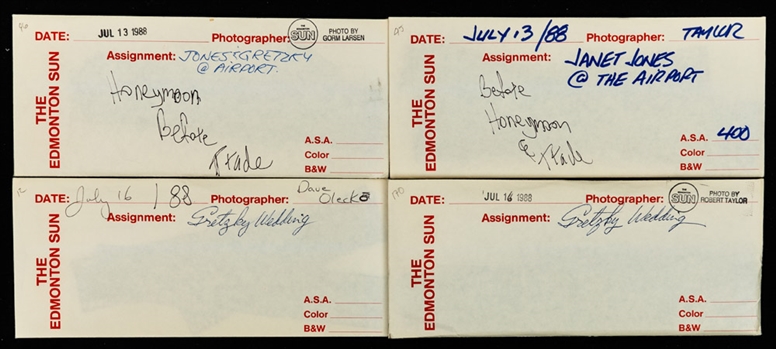 THE EDMONTON SUN
DATE: JUL 13 1988 Photographer: SUN PHOTO BY
GORM LARSEN
Assignment: JONES & GRETZKY
@ AIRPORT.
Honeymoon
Before
Trade
A.S.A.
Color
B&W
THE EDMONTON SUN
DATE: JULY 13/88 Photographer: TAYLOR
Assignment: JANET JONES
@ THE AIRPORT
Before
Honeymoon
& Trade
A.S.A. 400
Color
B&W
THE EDMONTON SUN
DATE: July 16 / 88 Photographer: Dave
Assignment: Gretzky Wedding
A.S.A.
Color
B&W
THE EDMONTON SUN
DATE: JUL 16 1988 Photographer: SUN PHOTO BY
ROBERT TAYLOR
Assignment: Gretzky Wedding
A.S.A.
Color
B&W